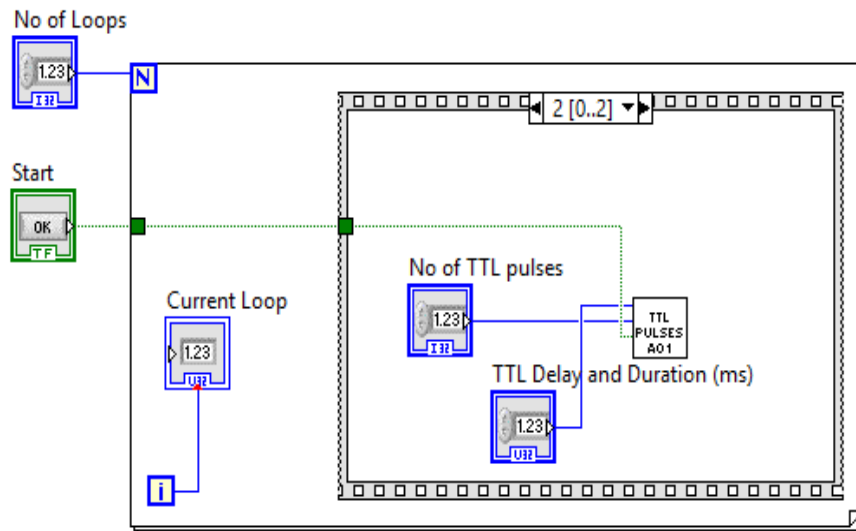 No of Loops
1.23
I32
N
2 [0..2]
Start
OK
TF
No of TTL pulses
1.23
I32
Current Loop
1.23
U32
TTL
PULSES
AO1
TTL Delay and Duration (ms)
1.23
U32
i